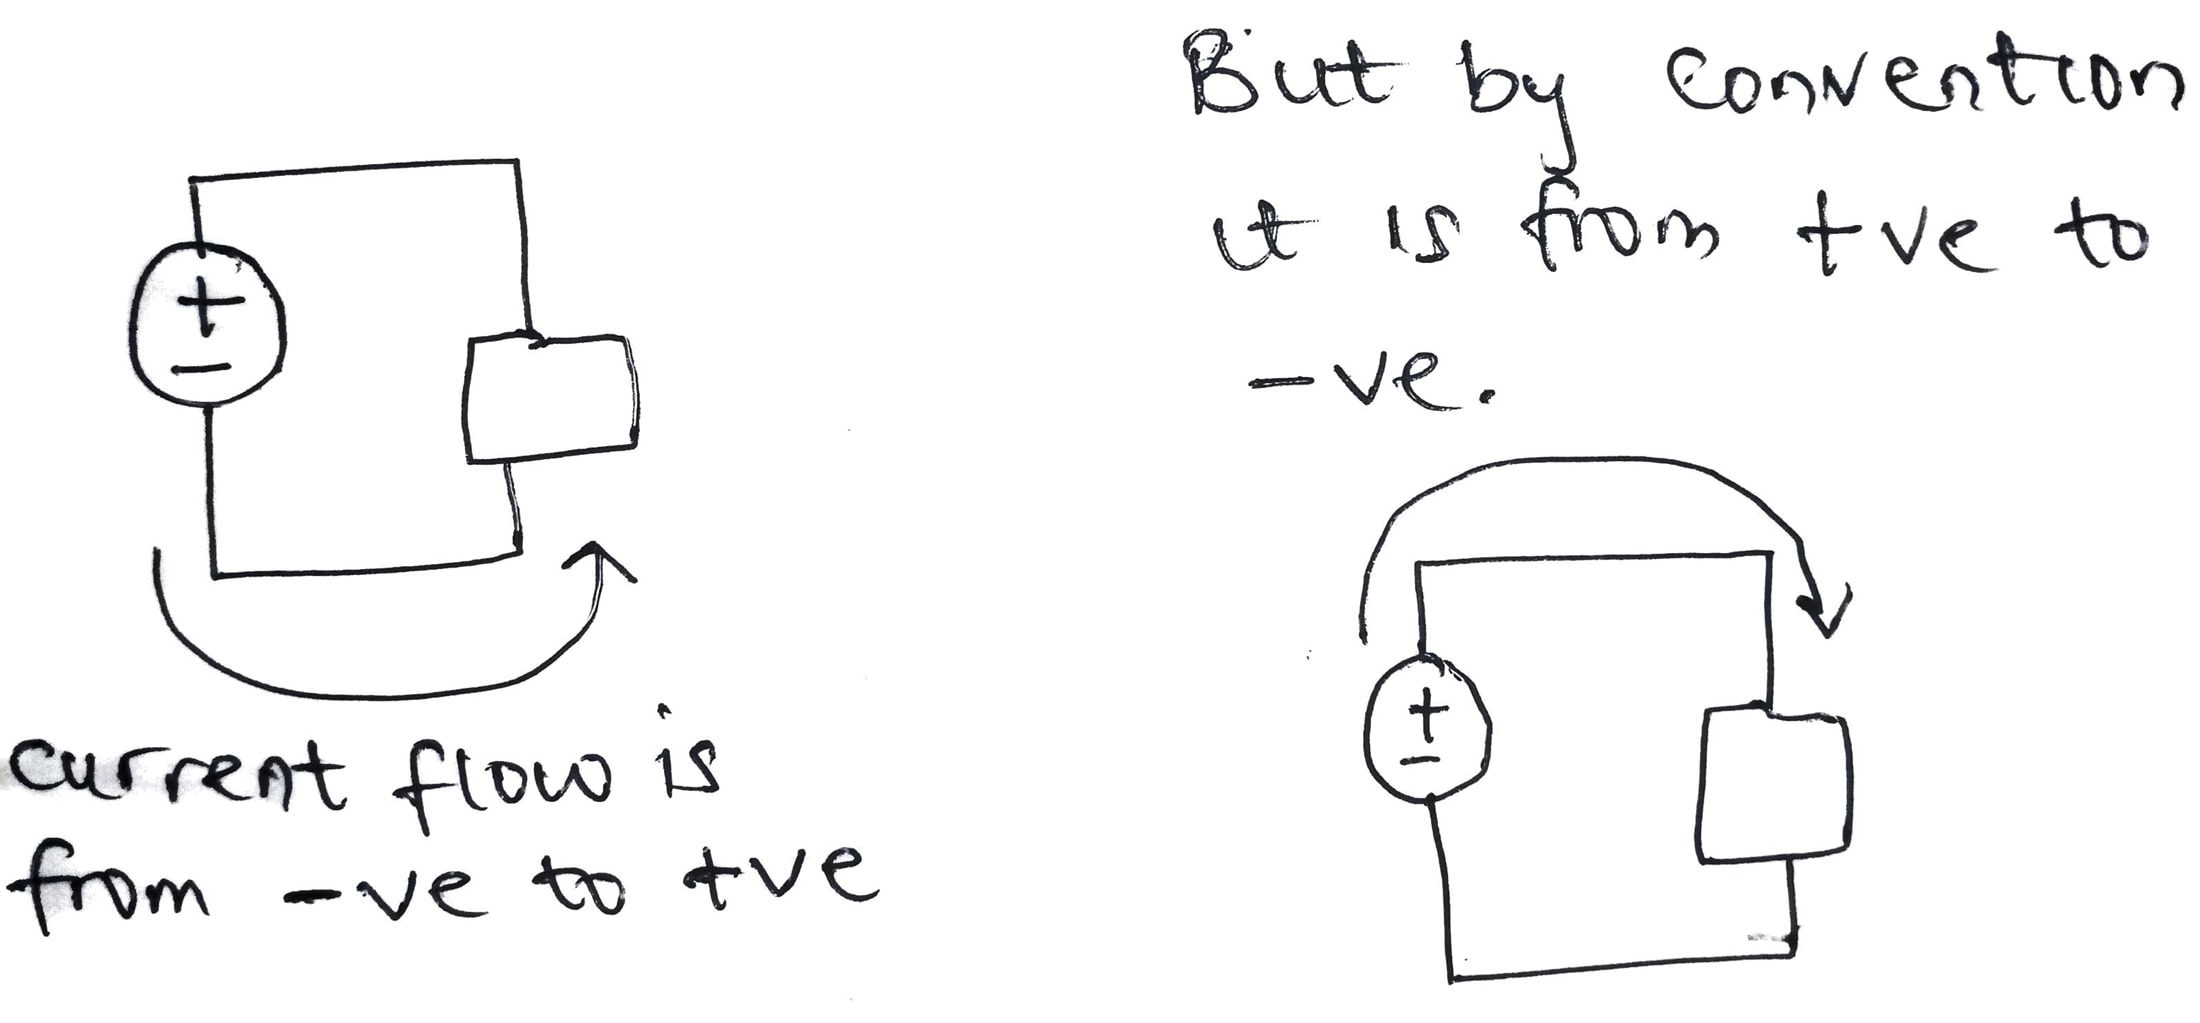 But by convention
it is from +ve to
-ve.
+
-
+
-
current flow is
from -ve to +ve